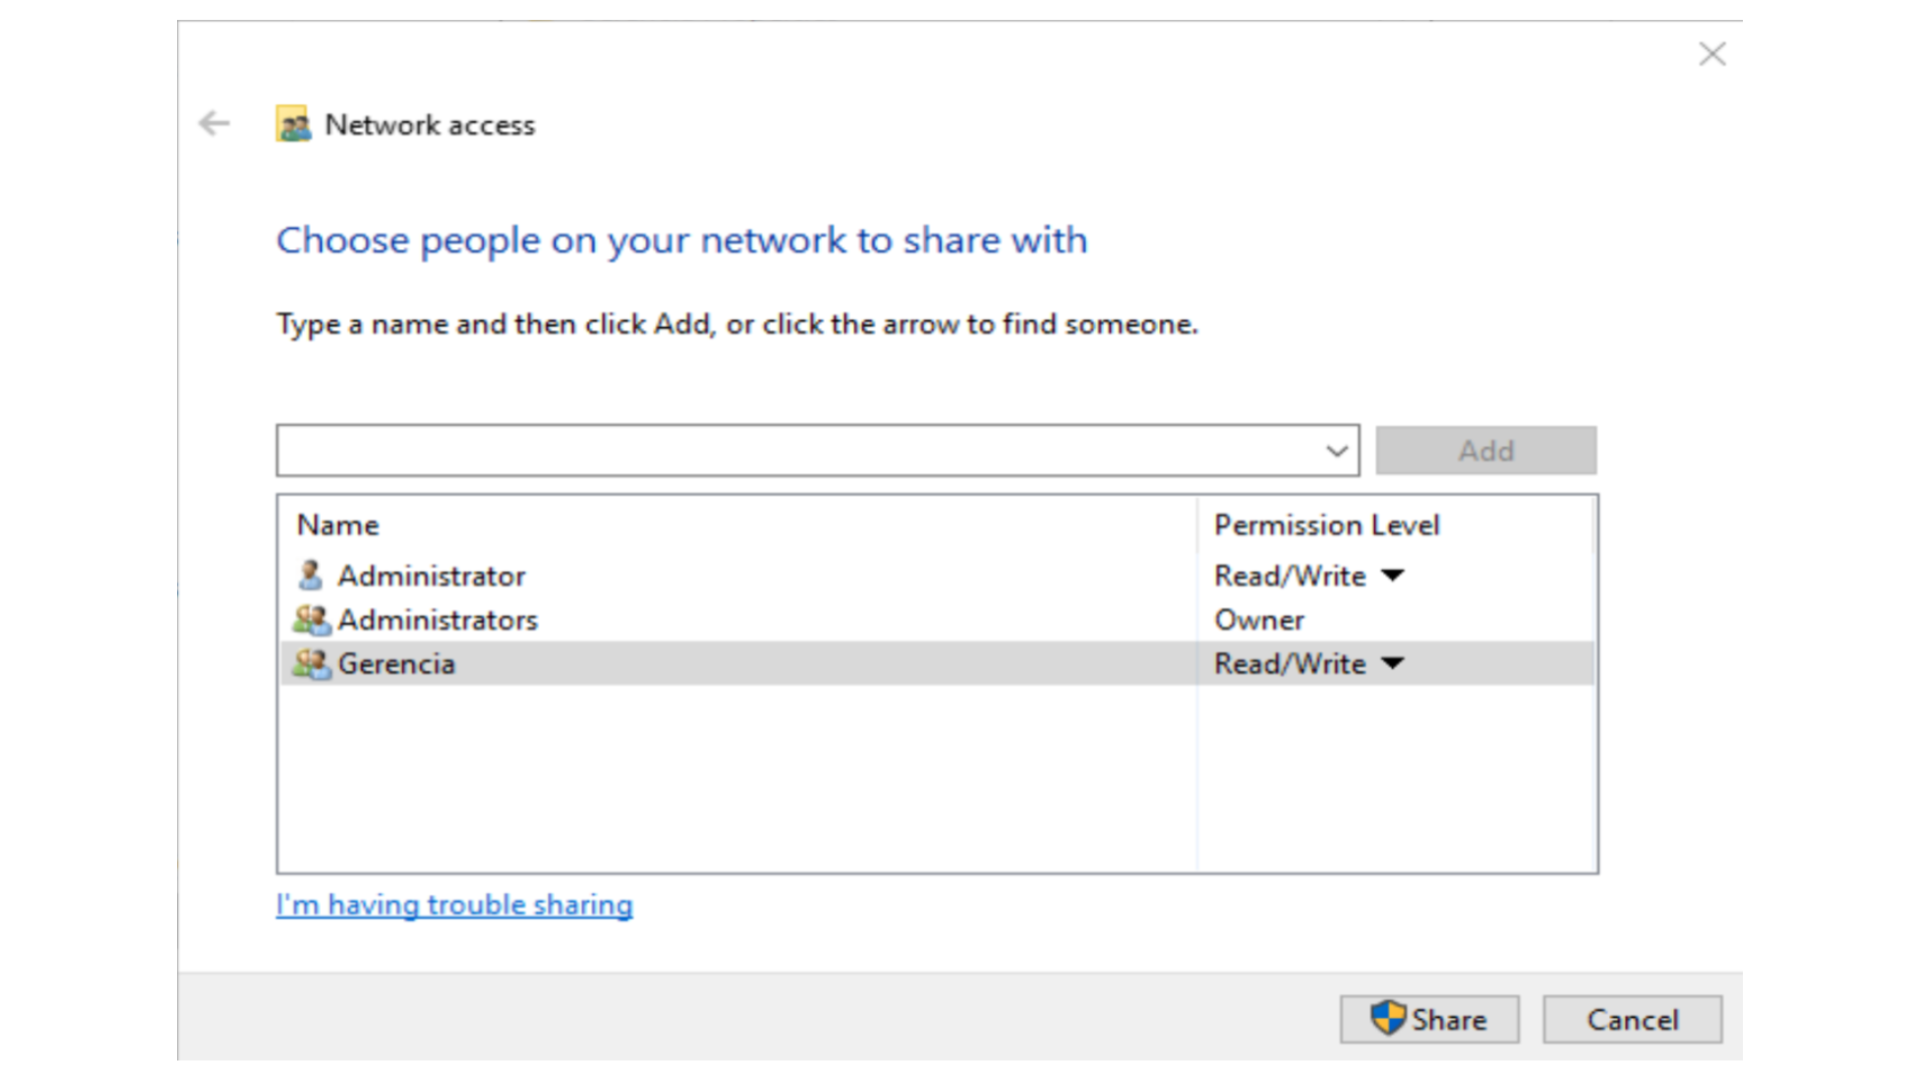 Network access
Choose people on your network to share with
Type a name and then click Add, or click the arrow to find someone.
Add
Name Permission Level
Administrator Read/Write
Administrators Owner
Gerencia Read/Write
I'm having trouble sharing
Share Cancel